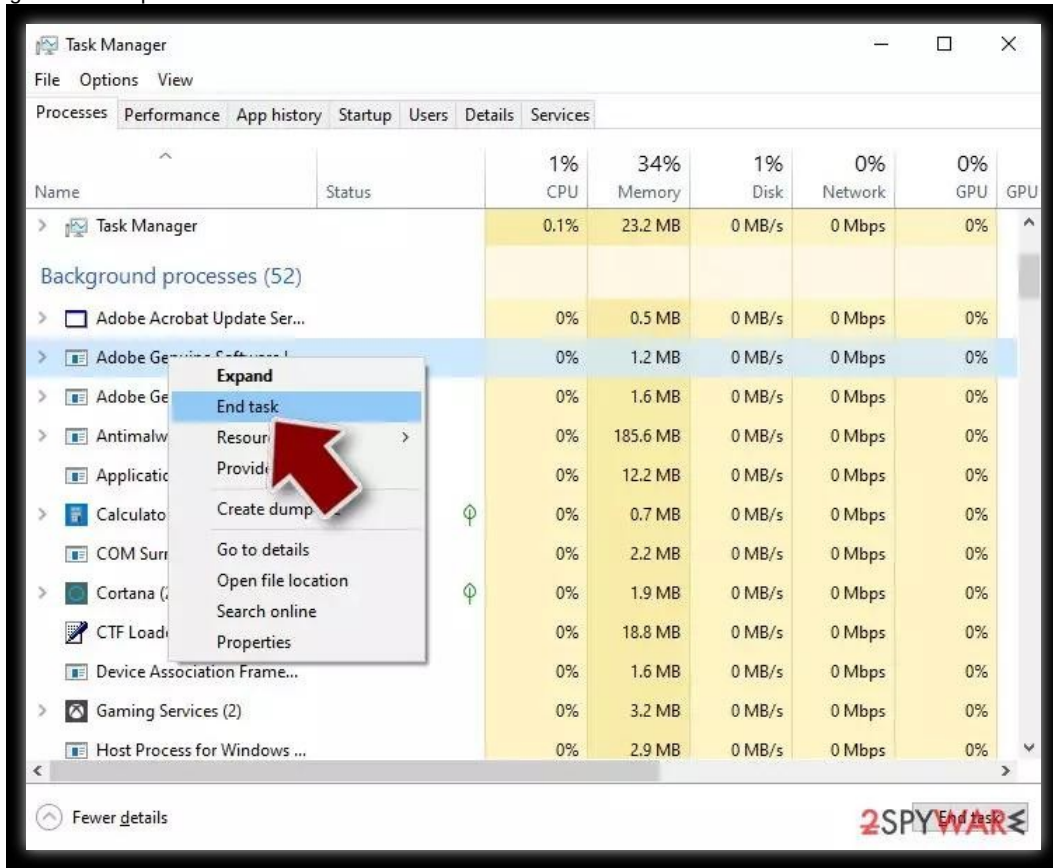 Task Manager
File Options View
Processes Performance App history Startup Users Details Services
1% 34% 1% 0% 0%
Name Status CPU Memory Disk Network GPU GPU
Task Manager 0.1% 23.2 MB 0 MB/s 0 Mbps 0%
Background processes (52)
Adobe Acrobat Update Ser... 0% 0.5 MB 0 MB/s 0 Mbps 0%
Adobe 0% 1.2 MB 0 MB/s 0 Mbps 0%
Expand
Adobe Ge 0% 1.6 MB 0 MB/s 0 Mbps 0%
End task
Antimalw 0% 185.6 MB 0 MB/s 0 Mbps 0%
Resour
Applicatio 0% 12.2 MB 0 MB/s 0 Mbps 0%
Provide
Calculato 0% 0.7 MB 0 MB/s 0 Mbps 0%
Create dump
COM Surr 0% 2.2 MB 0 MB/s 0 Mbps 0%
Go to details
Cortana (2 0% 1.9 MB 0 MB/s 0 Mbps 0%
Open file location
Search online
CTF Load 0% 18.8 MB 0 MB/s 0 Mbps 0%
Properties
Device Association Frame... 0% 1.6 MB 0 MB/s 0 Mbps 0%
Gaming Services (2) 0% 3.2 MB 0 MB/s 0 Mbps 0%
Host Process for Windows ... 0% 2.9 MB 0 MB/s 0 Mbps 0%
Fewer details End task
2SPYWARE